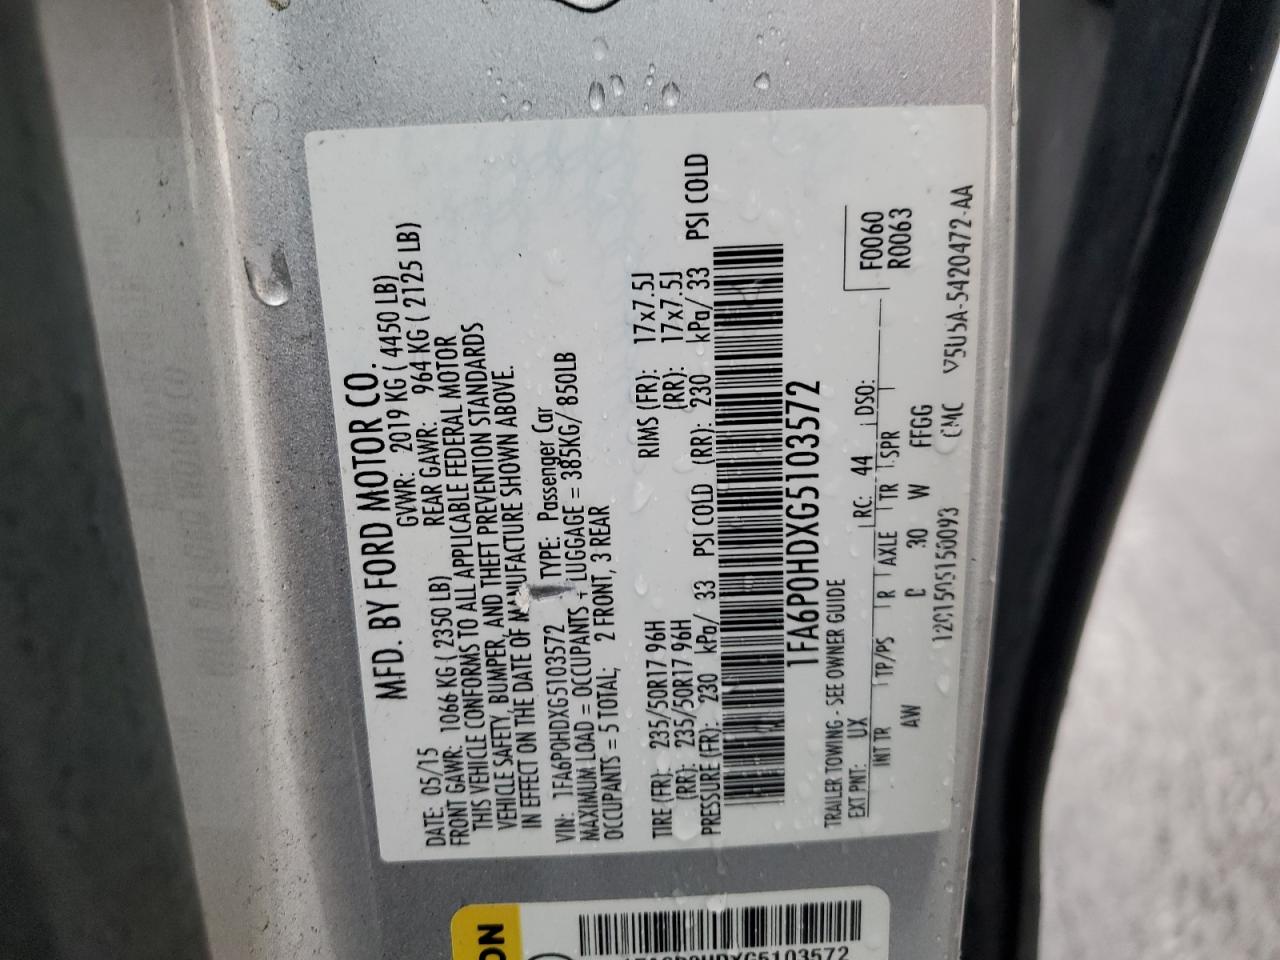 MFD. BY FORD MOTOR CO.
DATE: 05/15 GVWR: 2019 KG ( 4450 LB)
FRONT GAWR: 1066 KG ( 2350 LB) REAR GAWR: 964 KG ( 2125 LB)
THIS VEHICLE CONFORMS TO ALL APPLICABLE FEDERAL MOTOR
VEHICLE SAFETY, BUMPER, AND THEFT PREVENTION STANDARDS
IN EFFECT ON THE DATE OF MANUFACTURE SHOWN ABOVE.
VIN: 1FA6P0HDXG5103572 TYPE: Passenger Car
MAXIMUM LOAD = OCCUPANTS + LUGGAGE = 385KG/ 850LB
OCCUPANTS = 5 TOTAL; 2 FRONT, 3 REAR
TIRE (FR): 235/50R17 96H RIMS (FR): 17x7.5J
(RR): 235/50R17 96H (RR): 17x7.5J
PRESSURE (FR): 230 kPa/ 33 PSI COLD (RR): 230 kPa/ 33 PSI COLD
1FA6P0HDXG5103572
TRAILER TOWING - SEE OWNER GUIDE
F0060
R0063
EXT PNT: UX RC: 44 DSO:
INT TR TP/PS R AXLE TR SPR
AW 30 W FFGG
CMC
V5U5A-5420472-AA
ON